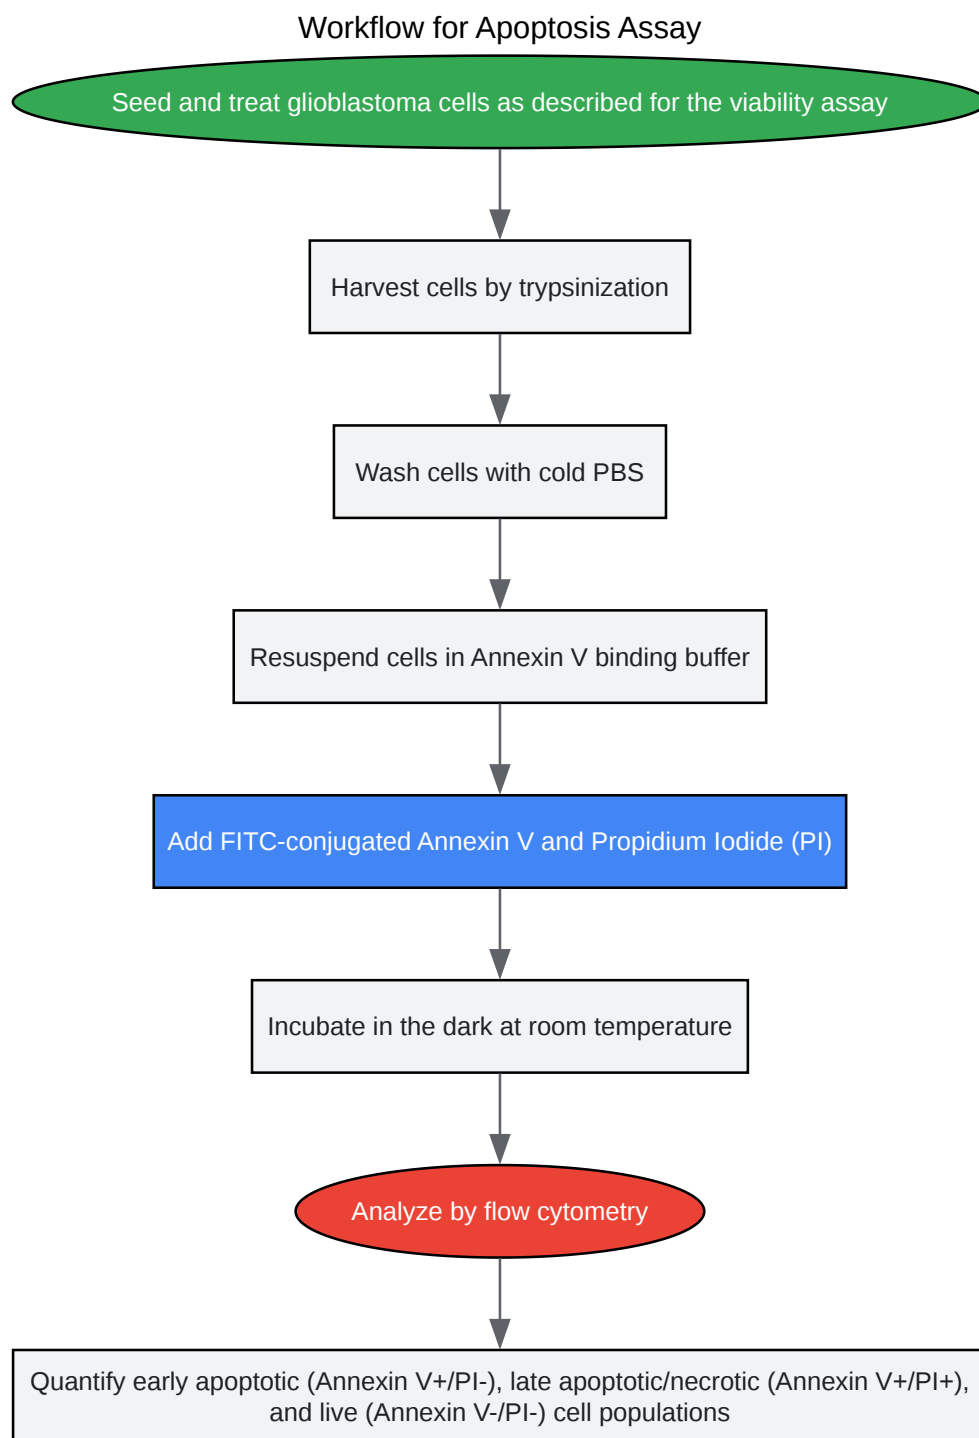 Workflow for Apoptosis Assay
Seed and treat glioblastoma cells as described for the viability assay
Harvest cells by trypsinization
Wash cells with cold PBS
Resuspend cells in Annexin V binding buffer
Add FITC-conjugated Annexin V and Propidium Iodide (PI)
Incubate in the dark at room temperature
Analyze by flow cytometry
Quantify early apoptotic (Annexin V+/PI-), late apoptotic/necrotic (Annexin V+/PI+),
and live (Annexin V-/PI-) cell populations